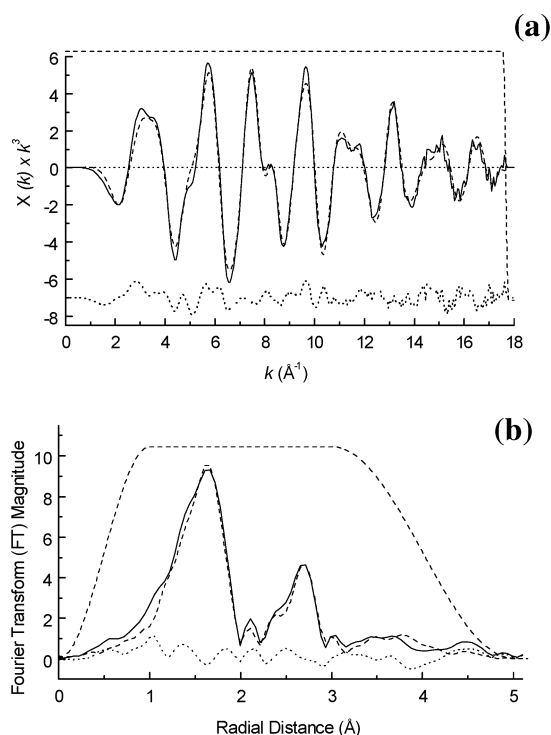 (a)
6
4
2
0
-2
-4
-6
-8
X (k) x k³
0 2 4 6 8 10 12 14 16 18
k (Å⁻¹)
(b)
10
8
6
4
2
0
Fourier Transform (FT) Magnitude
0 1 2 3 4 5
Radial Distance (Å)